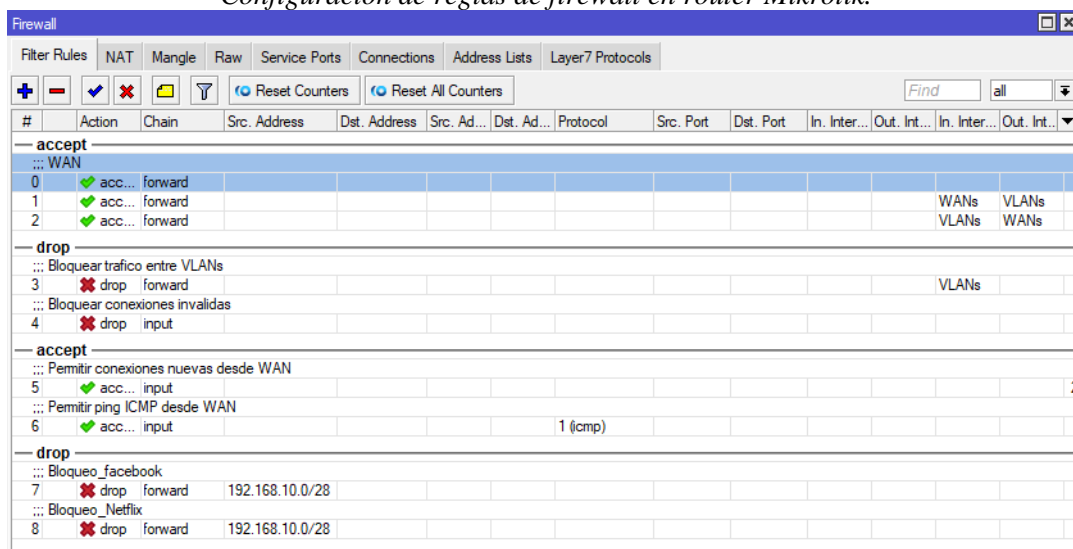 Configuración de reglas de firewall en router Mikrotik.
Firewall
Filter Rules NAT Mangle Raw Service Ports Connections Address Lists Layer7 Protocols
Reset Counters Reset All Counters Find all
# Action Chain Src. Address Dst. Address Src. Ad... Dst. Ad... Protocol Src. Port Dst. Port In. Inter... Out. Int... In. Inter... Out. Int..
accept
;;; WAN
0 acc... forward
1 acc... forward WANs VLANs
2 acc... forward VLANs WANs
drop
;;; Bloquear trafico entre VLANs
3 drop forward VLANs
;;; Bloquear conexiones invalidas
4 drop input
accept
;;; Permitir conexiones nuevas desde WAN
5 acc... input
;;; Permitir ping ICMP desde WAN
6 acc... input 1 (icmp)
drop
;;; Bloqueo_facebook
7 drop forward 192.168.10.0/28
;;; Bloqueo_Netflix
8 drop forward 192.168.10.0/28